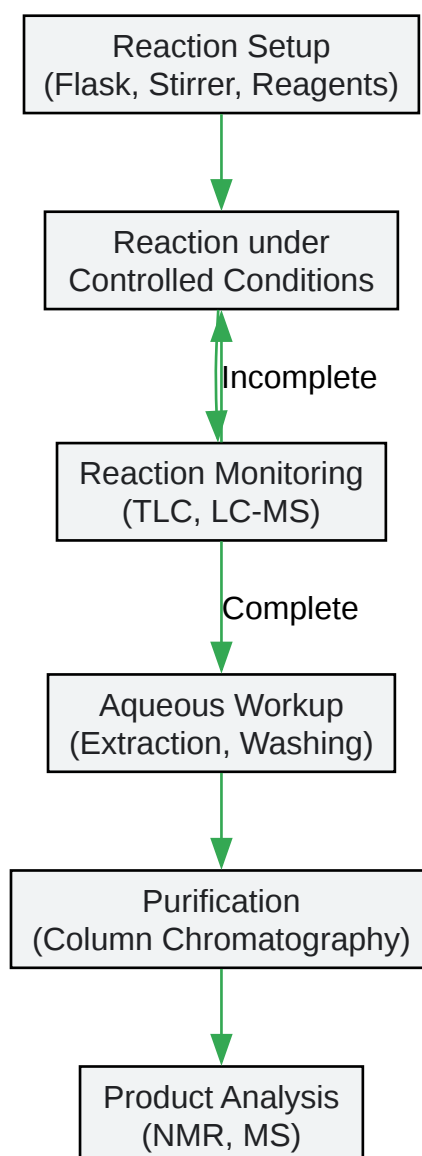 Reaction Setup
(Flask, Stirrer, Reagents)
Reaction under
Controlled Conditions
Incomplete
Reaction Monitoring
(TLC, LC-MS)
Complete
Aqueous Workup
(Extraction, Washing)
Purification
(Column Chromatography)
Product Analysis
(NMR, MS)